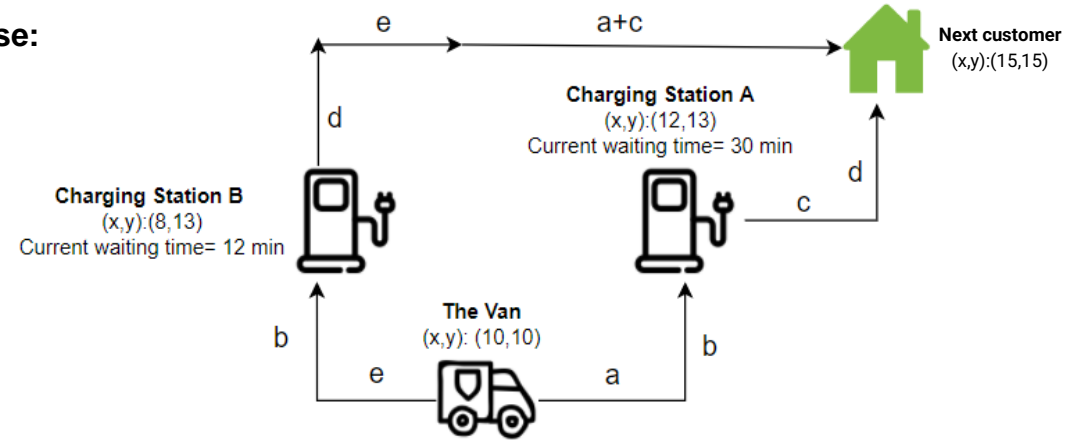 se:
e
a+c
Next customer
(x,y):(15,15)
Charging Station A
(x,y):(12,13)
Current waiting time= 30 min
d
d
Charging Station B
(x,y):(8,13)
Current waiting time= 12 min
c
The Van
(x,y): (10,10)
b
b
e
a